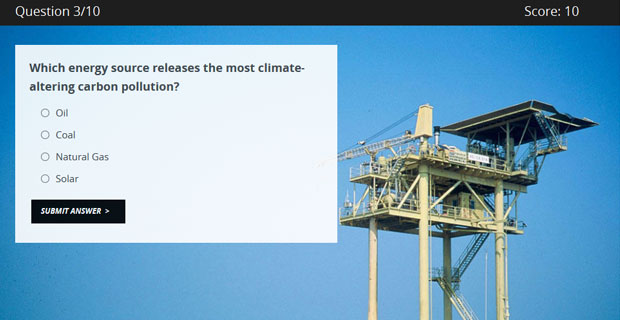 Question 3/10
Score: 10
Which energy source releases the most climate-
altering carbon pollution?
Oil
Coal
Natural Gas
Solar
SUBMIT ANSWER >